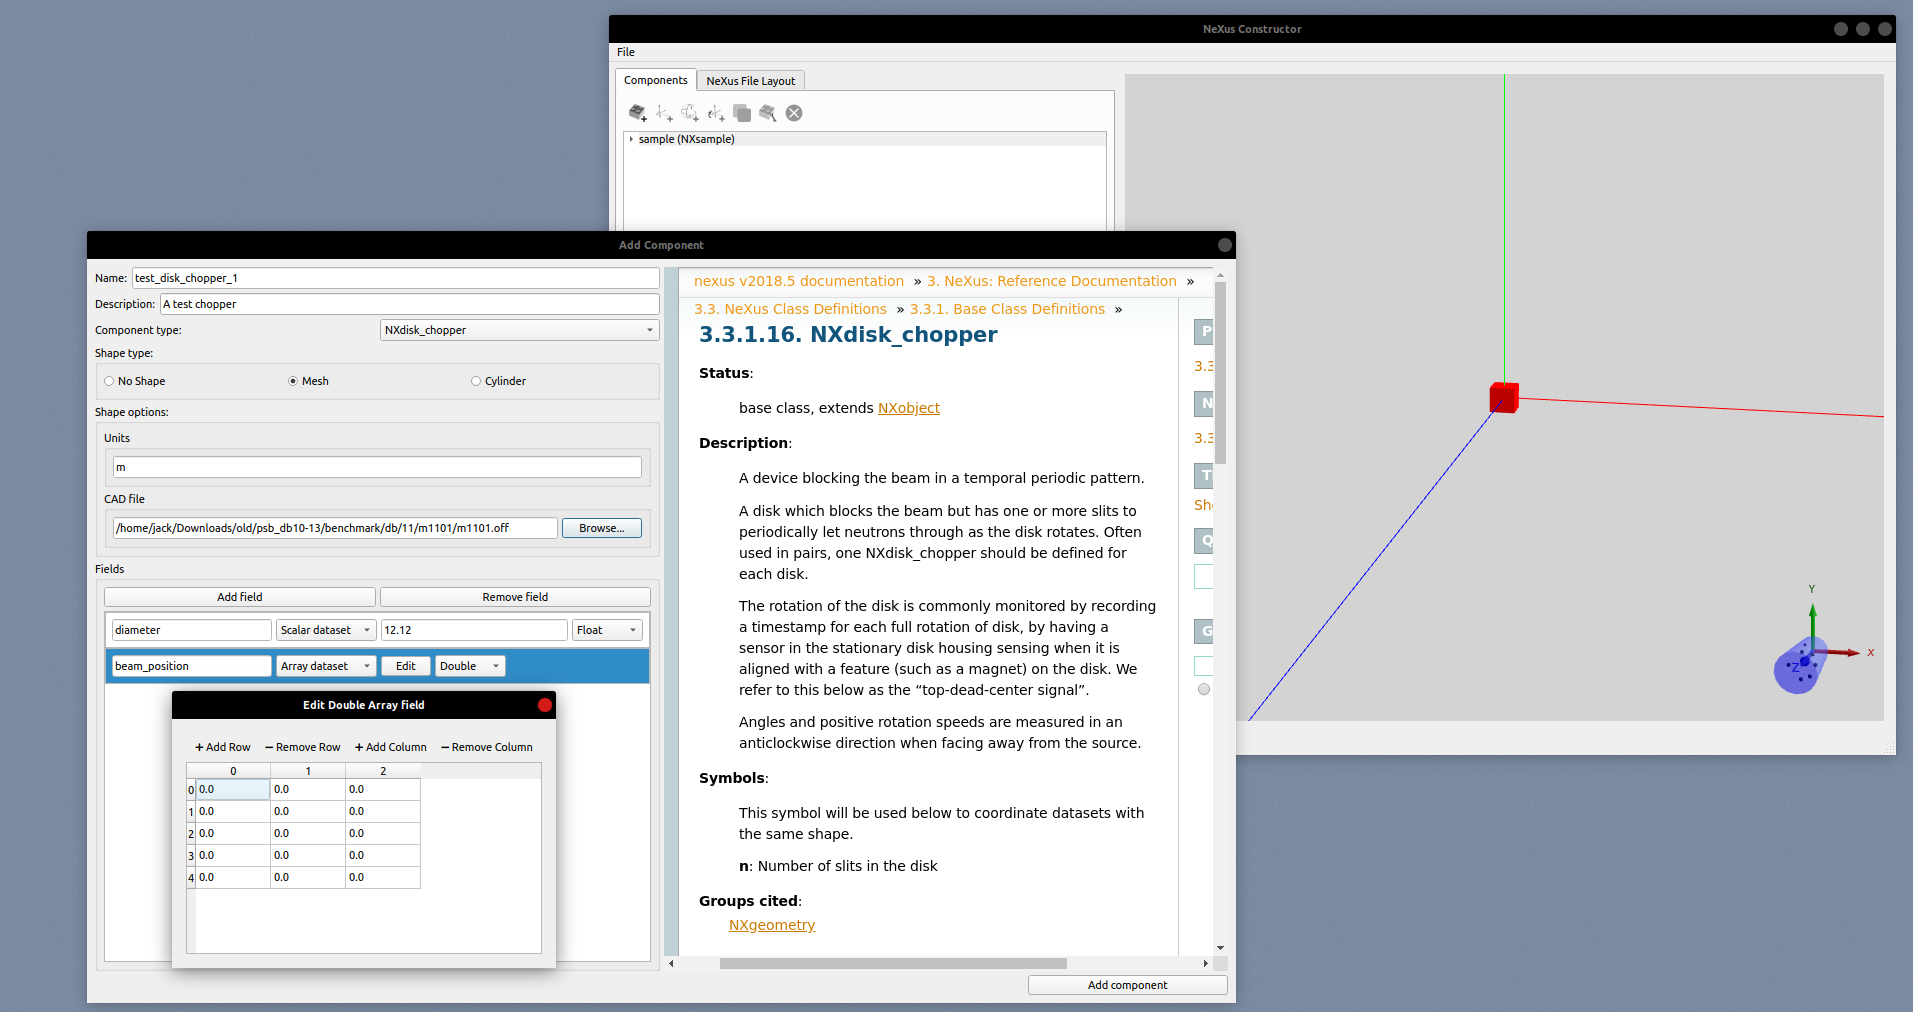 NeXus Constructor
File
Components
NeXus File Layout
sample (NXsample)
Y
X
Z
Add Component
Name:
test_disk_chopper_1
Description:
A test chopper
Component type:
NXdisk_chopper
Shape type:
No Shape
Mesh
Cylinder
Shape options:
Units
m
CAD file
/home/jack/Downloads/old/psb_db10-13/benchmark/db/11/m1101/m1101.off
Browse...
Fields
Add field
Remove field
diameter
Scalar dataset
12.12
Float
beam_position
Array dataset
Edit
Double
Edit Double Array field
+ Add Row
− Remove Row
+ Add Column
− Remove Column
0 1 2
0 0.0 0.0 0.0
1 0.0 0.0 0.0
2 0.0 0.0 0.0
3 0.0 0.0 0.0
4 0.0 0.0 0.0
nexus v2018.5 documentation » 3. NeXus: Reference Documentation »
3.3. NeXus Class Definitions » 3.3.1. Base Class Definitions »
3.3.1.16. NXdisk_chopper
Status:
base class, extends NXobject
Description:
A device blocking the beam in a temporal periodic pattern.
A disk which blocks the beam but has one or more slits to
periodically let neutrons through as the disk rotates. Often
used in pairs, one NXdisk_chopper should be defined for
each disk.
The rotation of the disk is commonly monitored by recording
a timestamp for each full rotation of disk, by having a
sensor in the stationary disk housing sensing when it is
aligned with a feature (such as a magnet) on the disk. We
refer to this below as the “top-dead-center signal”.
Angles and positive rotation speeds are measured in an
anticlockwise direction when facing away from the source.
Symbols:
This symbol will be used below to coordinate datasets with
the same shape.
n: Number of slits in the disk
Groups cited:
NXgeometry
P
3.3
N
3.3
T
Sh
Q
G
Add component